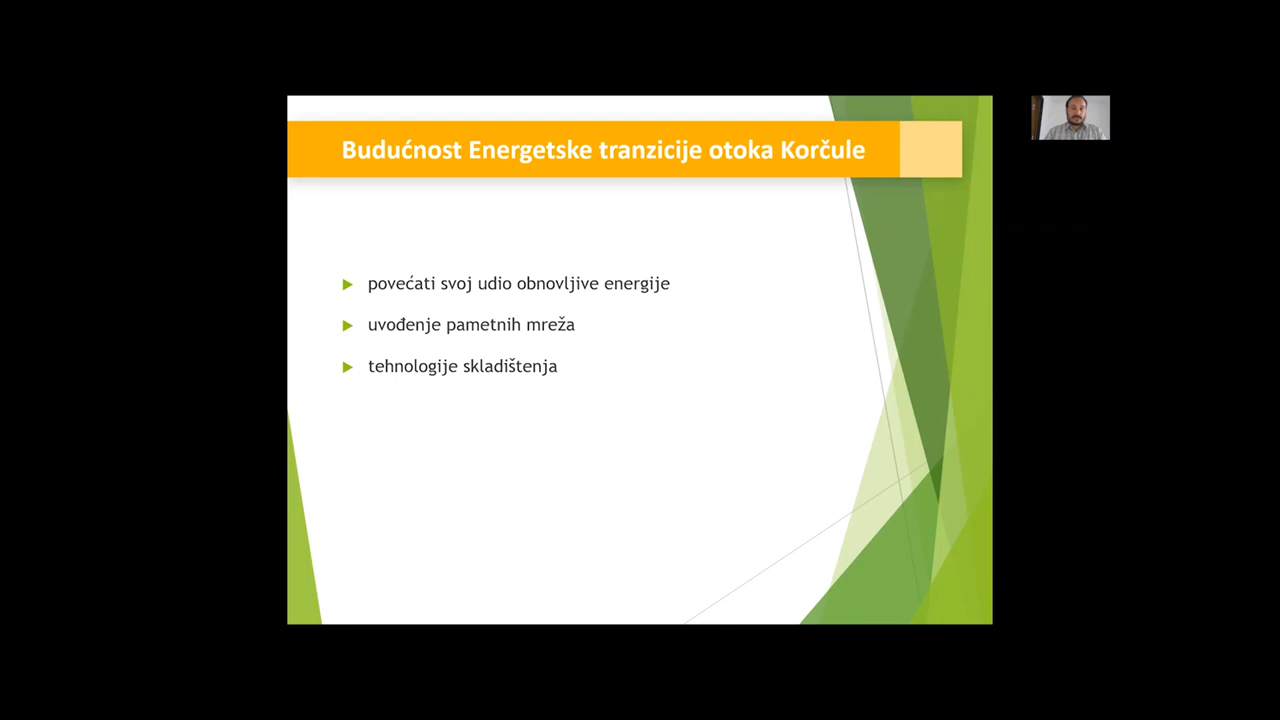 Budućnost Energetske tranzicije otoka Korčule
povećati svoj udio obnovljive energije
uvođenje pametnih mreža
tehnologije skladištenja